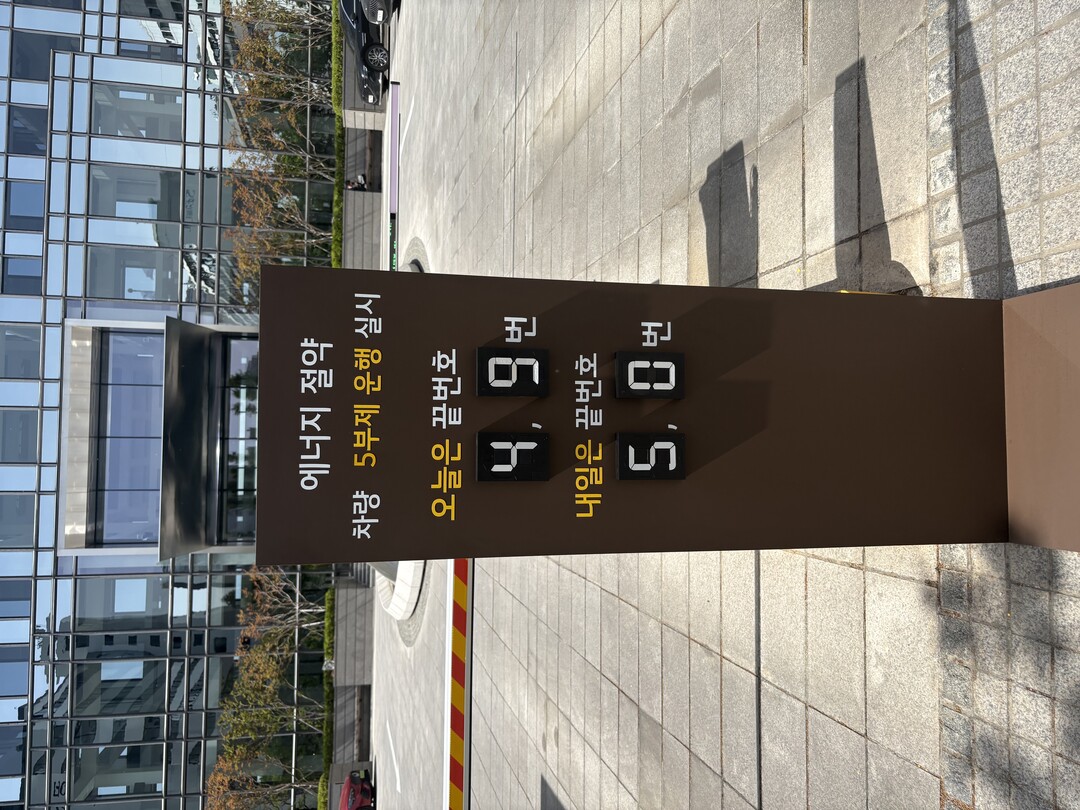 에너지 절약
차량 5부제 운행 실시
오늘은 끝번호
4, 9 번
내일은 끝번호
5, 0 번